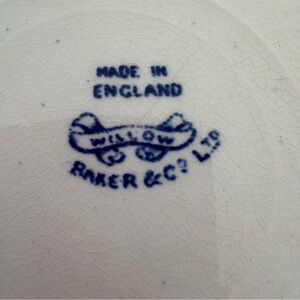 MADE IN
ENGLAND
WILLOW
BAKER & Cº LTD